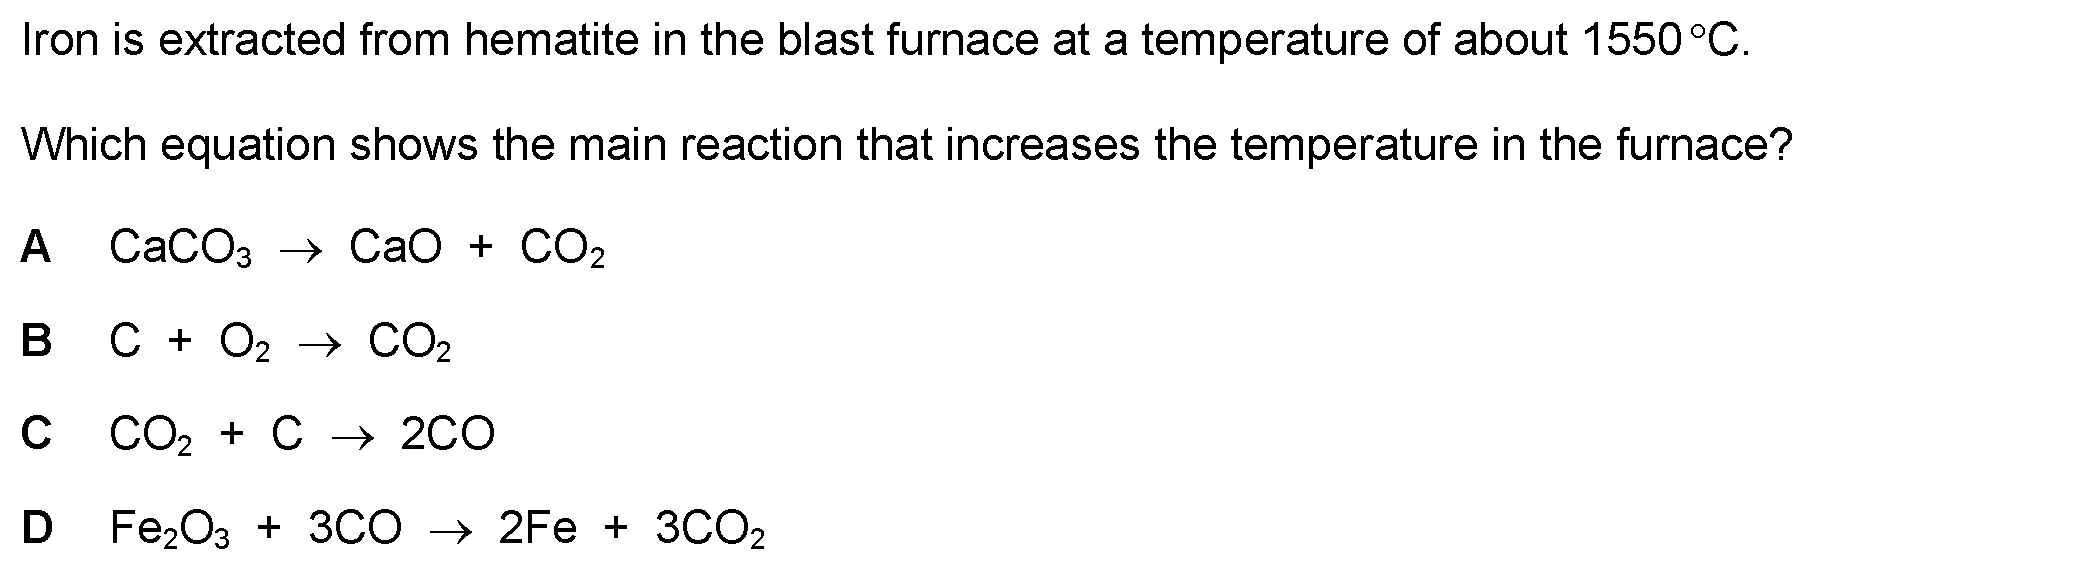 Iron is extracted from hematite in the blast furnace at a temperature of about 1550 °C.
Which equation shows the main reaction that increases the temperature in the furnace?
A CaCO₃ → CaO + CO₂
B C + O₂ → CO₂
C CO₂ + C → 2CO
D Fe₂O₃ + 3CO → 2Fe + 3CO₂